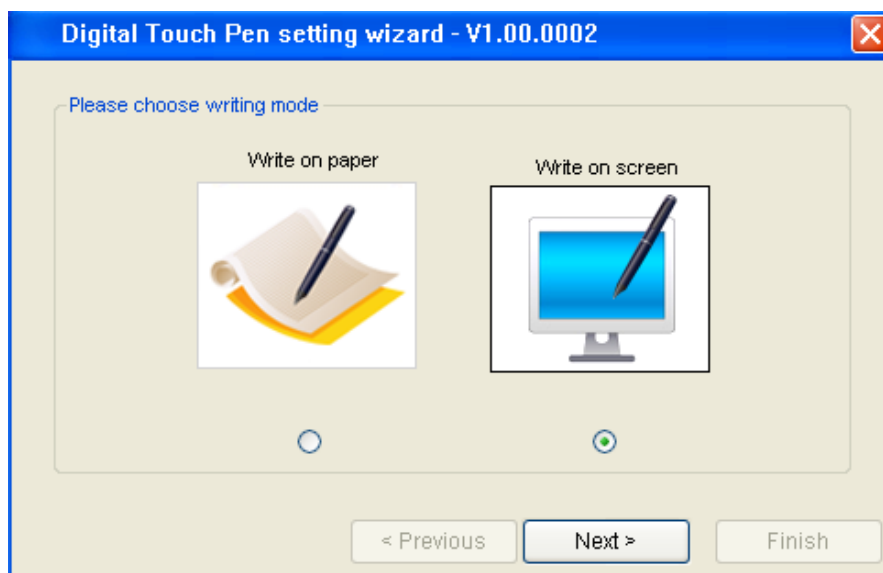 Digital Touch Pen setting wizard - V1.00.0002
Please choose writing mode
Write on paper
Write on screen
< Previous
Next >
Finish